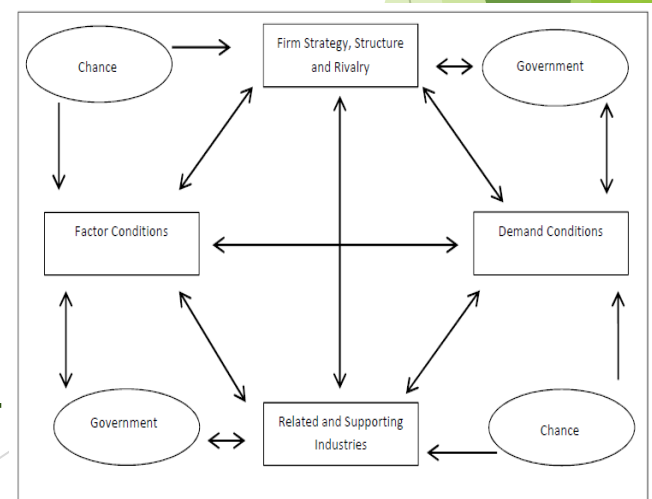 Chance
Firm Strategy, Structure
and Rivalry
Government
Factor Conditions
Demand Conditions
Government
Related and Supporting
Industries
Chance